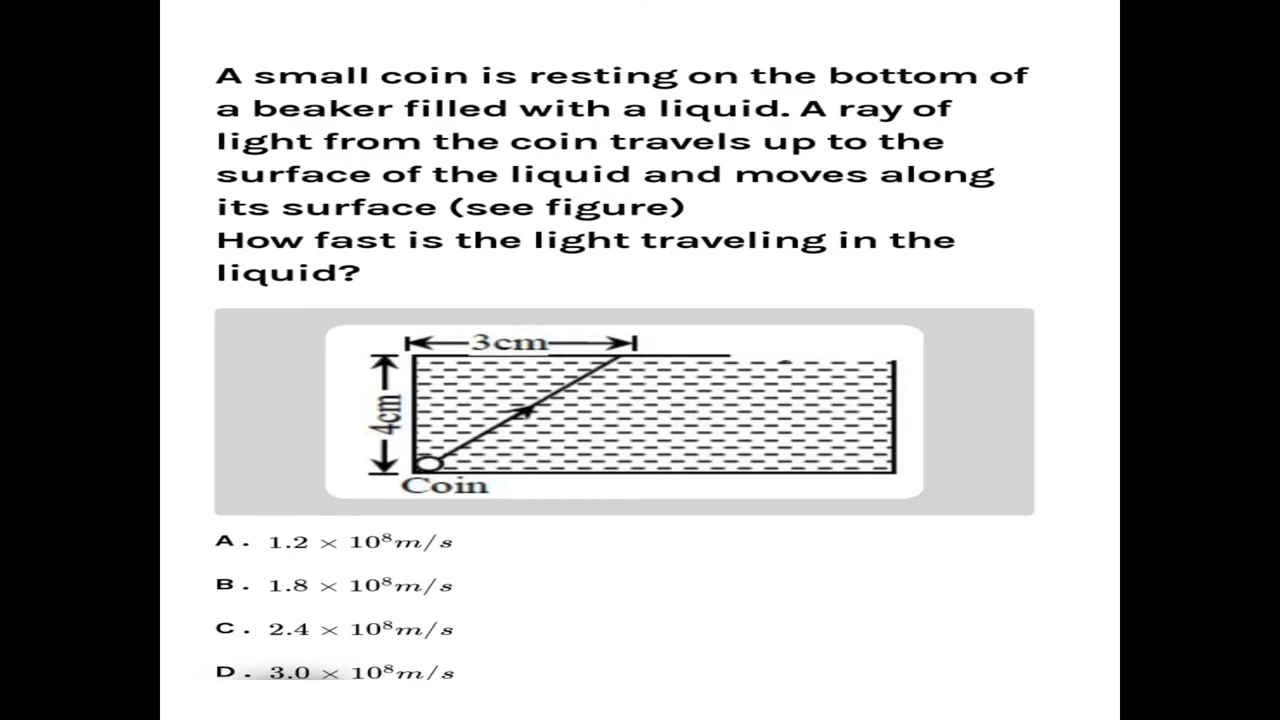 A small coin is resting on the bottom of
a beaker filled with a liquid. A ray of
light from the coin travels up to the
surface of the liquid and moves along
its surface (see figure)
How fast is the light traveling in the
liquid?
3cm
4cm
Coin
A. 1.2 × 10⁸m/s
B. 1.8 × 10⁸m/s
C. 2.4 × 10⁸m/s
D. 3.0 × 10⁸m/s